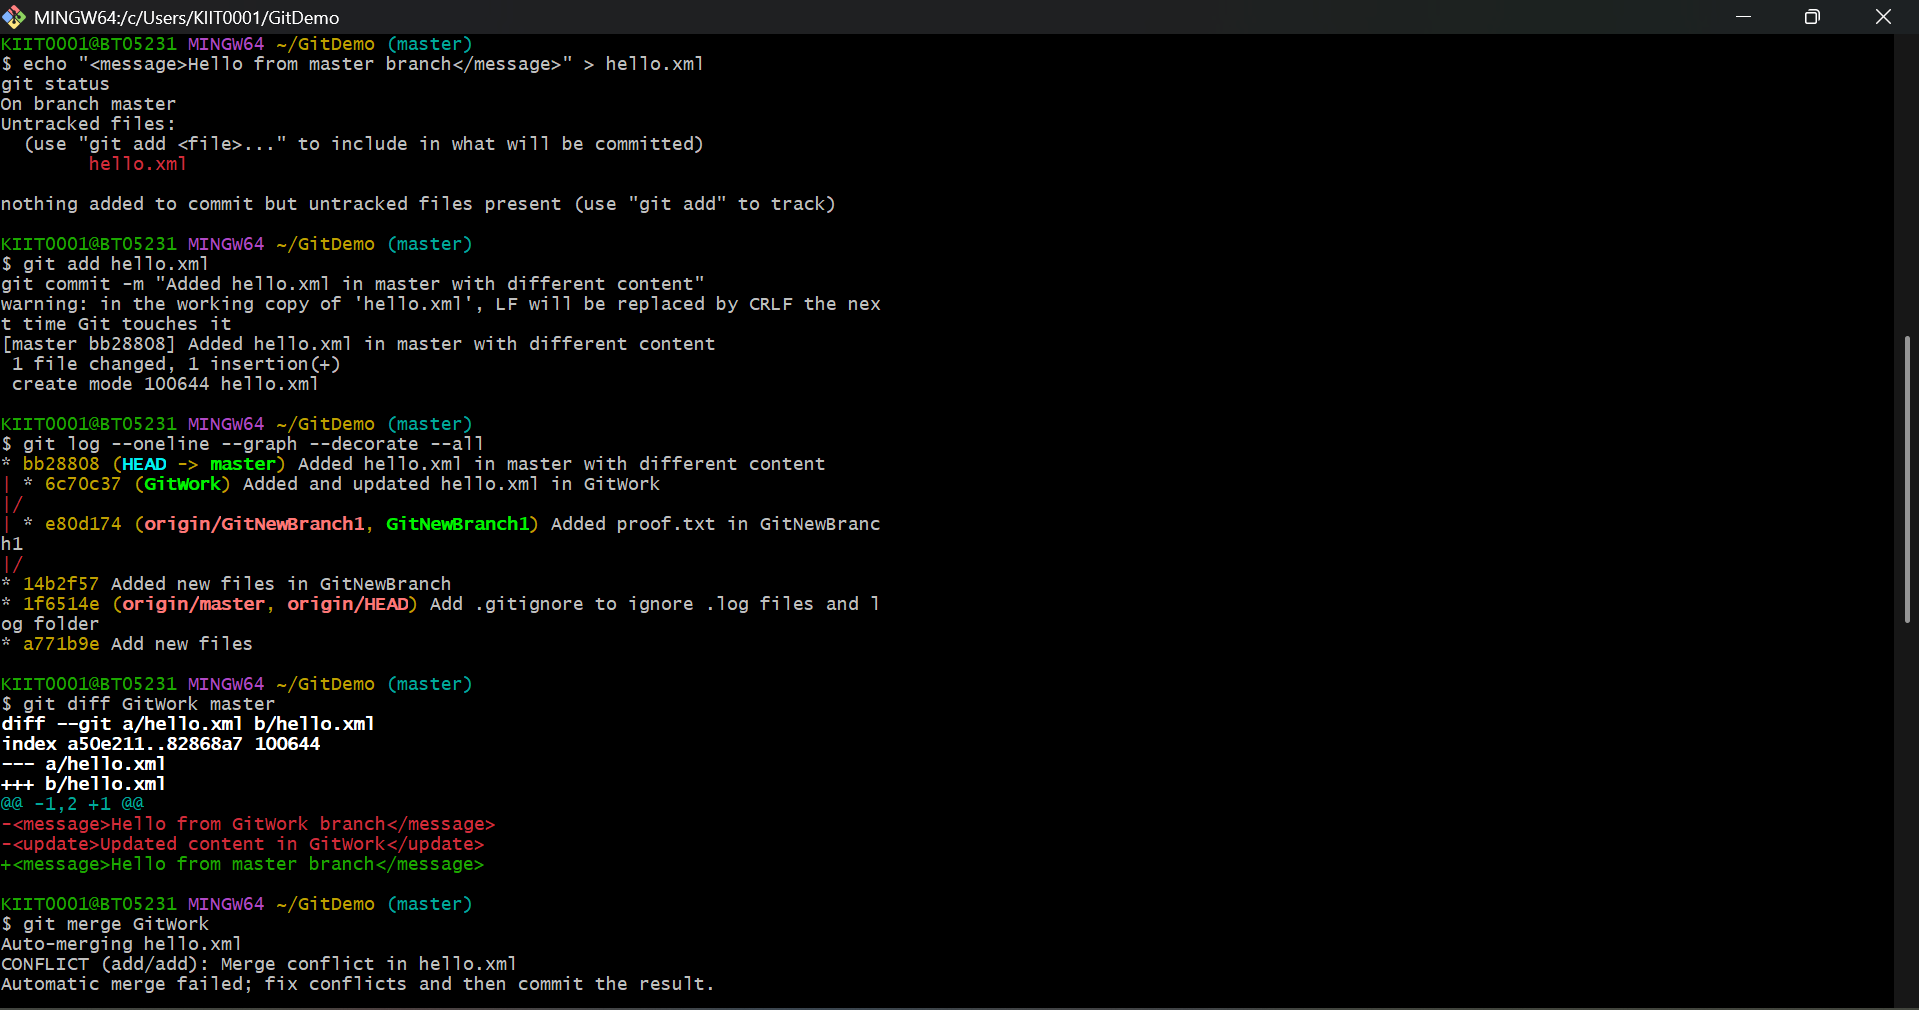 MINGW64:/c/Users/KIIT0001/GitDemo
KIIT0001@BT05231 MINGW64 ~/GitDemo (master)
$ echo "<message>Hello from master branch</message>" > hello.xml
git status
On branch master
Untracked files:
  (use "git add <file>..." to include in what will be committed)
        hello.xml

nothing added to commit but untracked files present (use "git add" to track)

KIIT0001@BT05231 MINGW64 ~/GitDemo (master)
$ git add hello.xml
git commit -m "Added hello.xml in master with different content"
warning: in the working copy of 'hello.xml', LF will be replaced by CRLF the nex
t time Git touches it
[master bb28808] Added hello.xml in master with different content
 1 file changed, 1 insertion(+)
 create mode 100644 hello.xml

KIIT0001@BT05231 MINGW64 ~/GitDemo (master)
$ git log --oneline --graph --decorate --all
* bb28808 (HEAD -> master) Added hello.xml in master with different content
| * 6c70c37 (GitWork) Added and updated hello.xml in GitWork
|/
| * e80d174 (origin/GitNewBranch1, GitNewBranch1) Added proof.txt in GitNewBranc
h1
|/
* 14b2f57 Added new files in GitNewBranch
* 1f6514e (origin/master, origin/HEAD) Add .gitignore to ignore .log files and l
og folder
* a771b9e Add new files

KIIT0001@BT05231 MINGW64 ~/GitDemo (master)
$ git diff GitWork master
diff --git a/hello.xml b/hello.xml
index a50e211..82868a7 100644
--- a/hello.xml
+++ b/hello.xml
@@ -1,2 +1 @@
-<message>Hello from GitWork branch</message>
-<update>Updated content in GitWork</update>
+<message>Hello from master branch</message>

KIIT0001@BT05231 MINGW64 ~/GitDemo (master)
$ git merge GitWork
Auto-merging hello.xml
CONFLICT (add/add): Merge conflict in hello.xml
Automatic merge failed; fix conflicts and then commit the result.